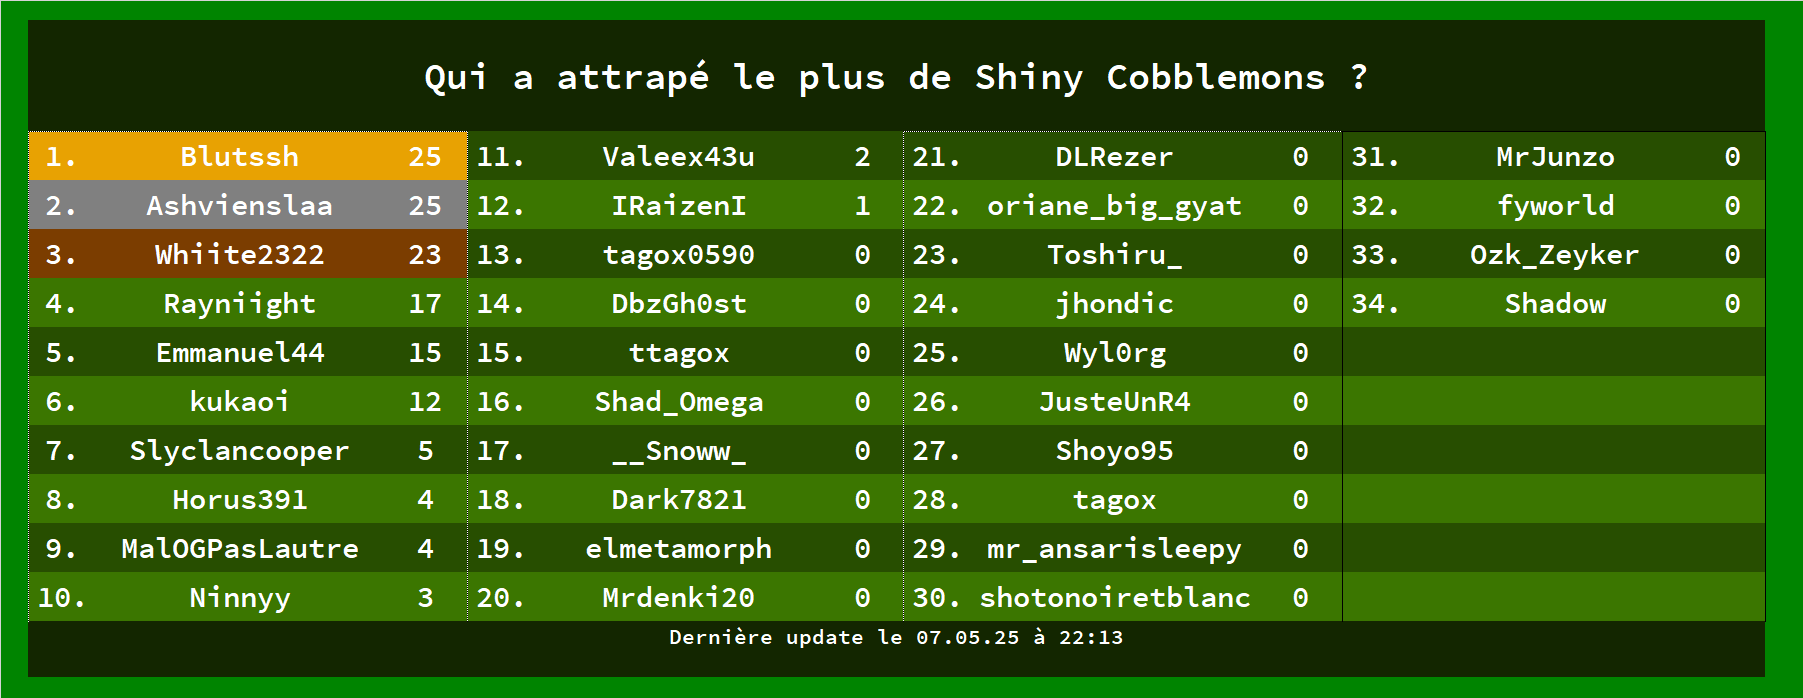 Qui a attrapé le plus de Shiny Cobblemons ?
1. Blutssh 25 11. Valeex43u 2 21. DLRezer 0 31. MrJunzo 0
2. Ashvienslaa 25 12. IRaizenI 1 22. oriane_big_gyat 0 32. fyworld 0
3. Whiite2322 23 13. tagox0590 0 23. Toshiru_ 0 33. Ozk_Zeyker 0
4. Rayniight 17 14. DbzGh0st 0 24. jhondic 0 34. Shadow 0
5. Emmanuel44 15 15. ttagox 0 25. Wyl0rg 0
6. kukaoi 12 16. Shad_Omega 0 26. JusteUnR4 0
7. Slyclancooper 5 17. __Snoww_ 0 27. Shoyo95 0
8. Horus391 4 18. Dark7821 0 28. tagox 0
9. MalOGPasLautre 4 19. elmetamorph 0 29. mr_ansarisleepy 0
10. Ninnyy 3 20. Mrdenki20 0 30. shotonoiretblanc 0
Dernière update le 07.05.25 à 22:13